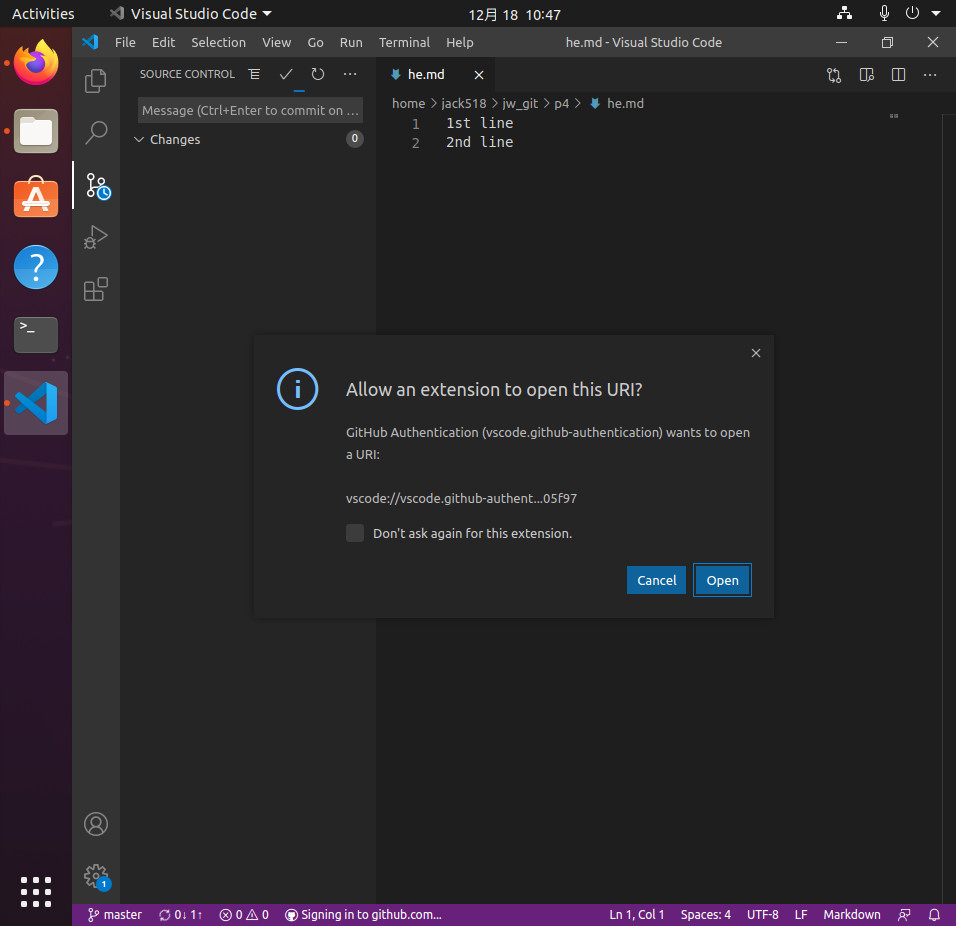 Activities
Visual Studio Code
12月 18 10:47
File Edit Selection View Go Run Terminal Help
he.md - Visual Studio Code
SOURCE CONTROL
he.md
Message (Ctrl+Enter to commit on ...
home > jack518 > jw_git > p4 > he.md
Changes
0
1 1st line
2 2nd line
Allow an extension to open this URI?
GitHub Authentication (vscode.github-authentication) wants to open
a URI:
vscode://vscode.github-authent...05f97
Don't ask again for this extension.
Cancel
Open
1
master 0↓ 1↑ 0 0 Signing in to github.com...
Ln 1, Col 1 Spaces: 4 UTF-8 LF Markdown